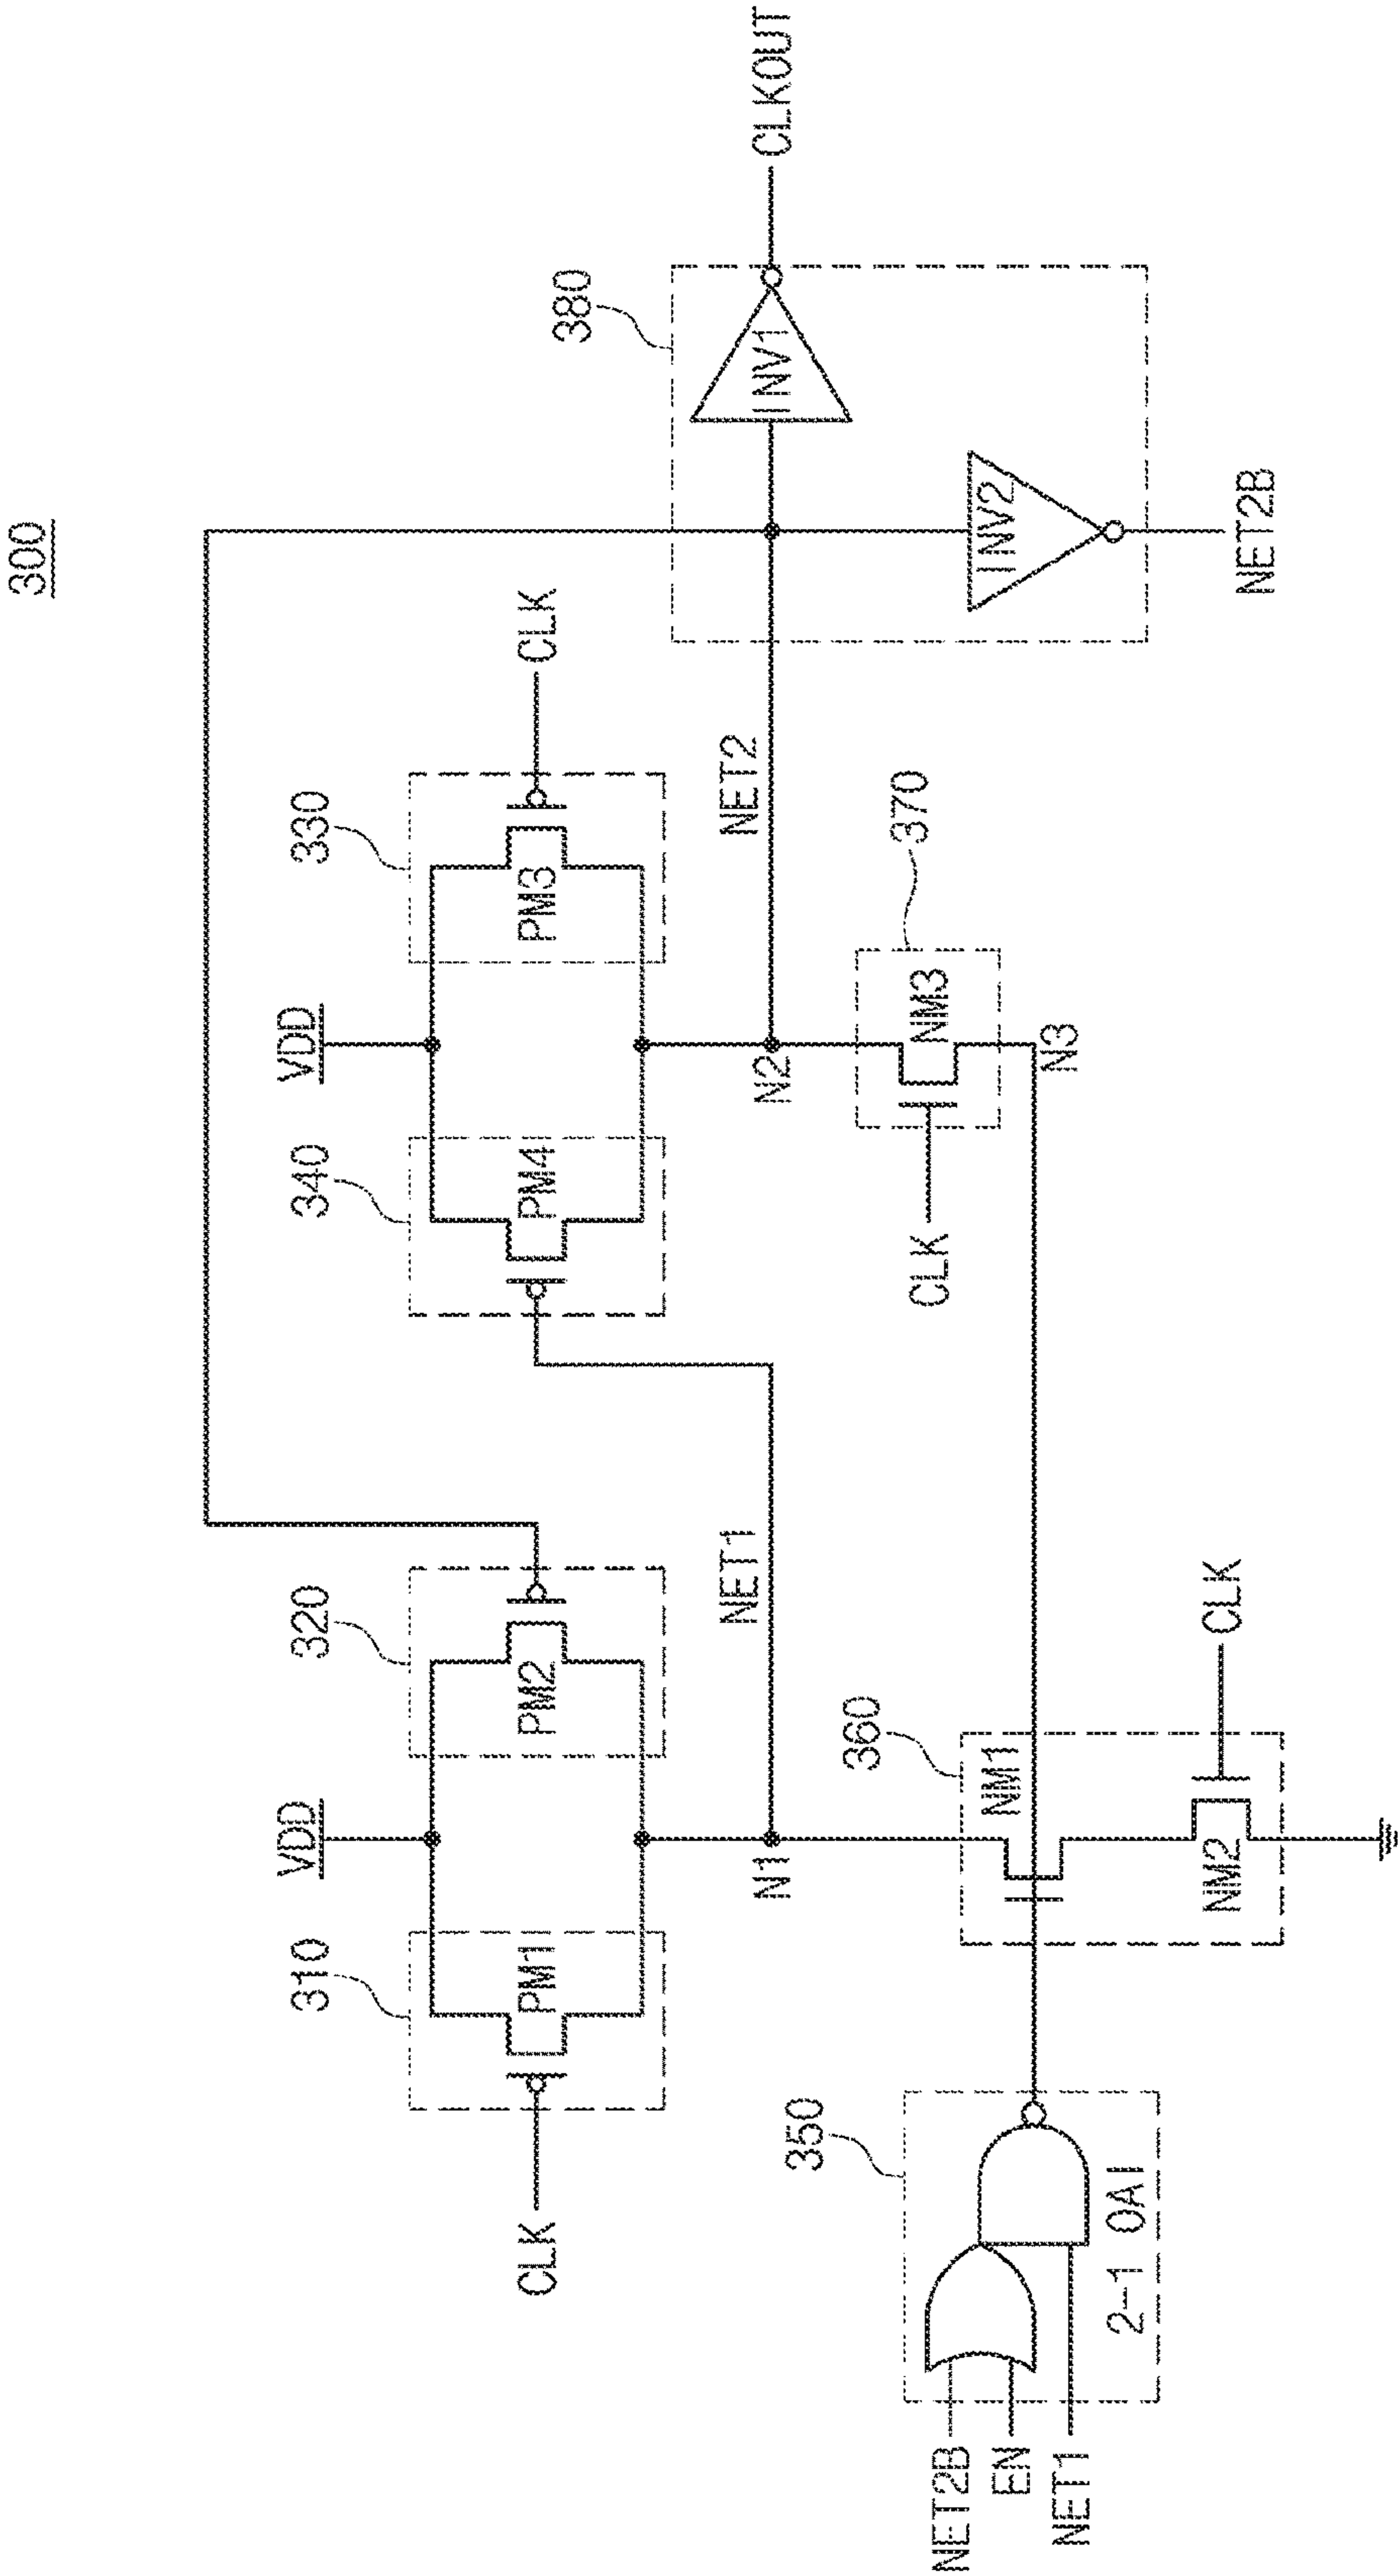 300
VDD
VDD
310
320
340
330
CLK
PM1
PM2
PM4
PM3
CLK
NET1
NET2
380
N1
N2
INV1
CLKOUT
350
360
370
CLK
NM3
NET2B
EN
NET1
NM1
INV2
N3
2-1 OAI
NM2
CLK
NET2B